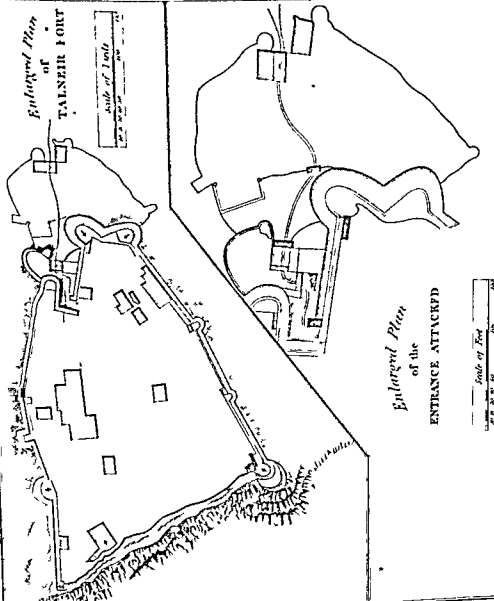 Enlarged Plan
of
TALNEIR FORT
Scale of Yards
Enlarged Plan
of the
ENTRANCE ATTACKED
Scale of Feet